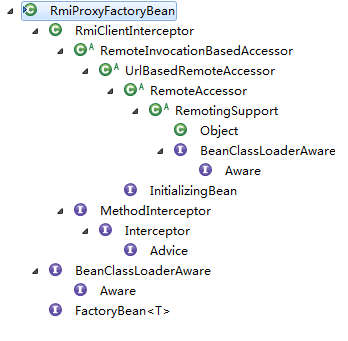 RmiProxyFactoryBean
RmiClientInterceptor
RemoteInvocationBasedAccessor
UrlBasedRemoteAccessor
RemoteAccessor
RemotingSupport
Object
BeanClassLoaderAware
Aware
InitializingBean
MethodInterceptor
Interceptor
Advice
BeanClassLoaderAware
Aware
FactoryBean<T>